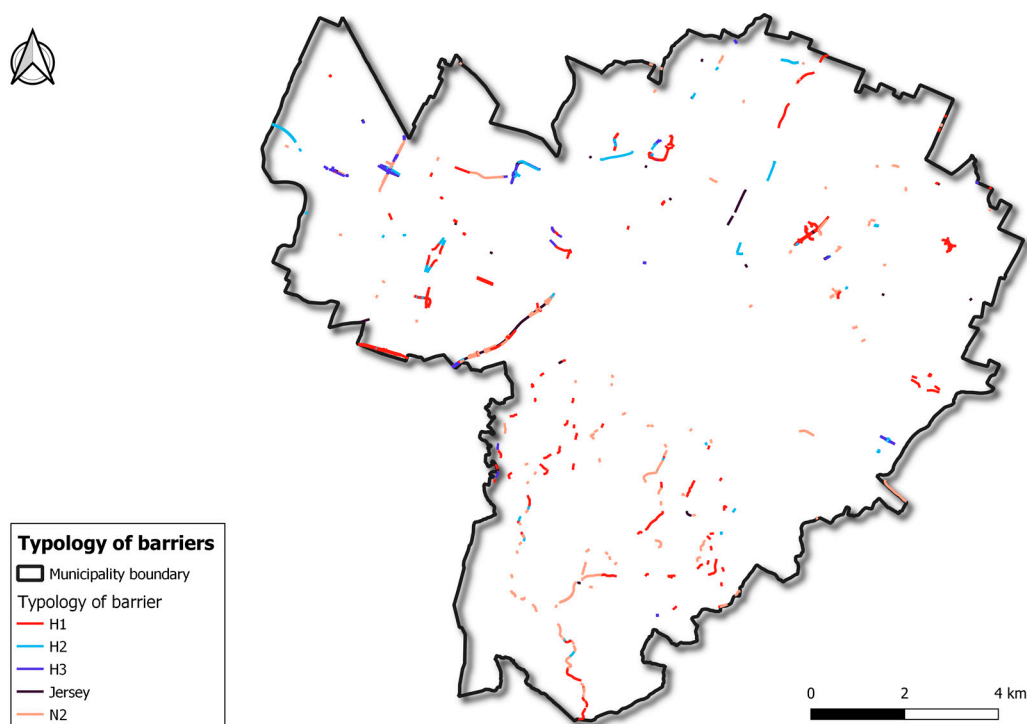 Typology of barriers
Municipality boundary
Typology of barrier
H1
H2
H3
Jersey
N2
0 2 4 km